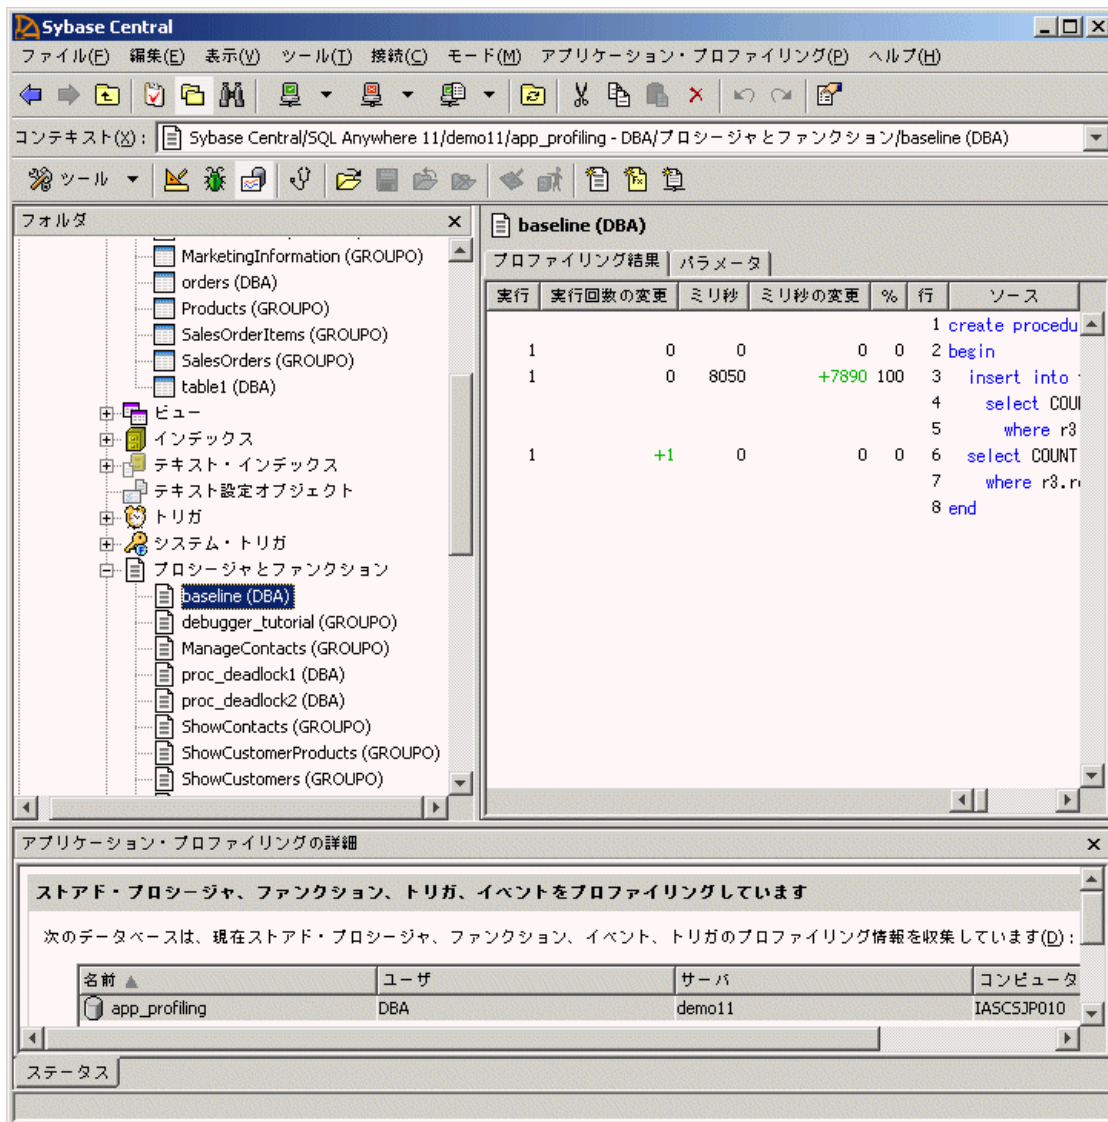 Sybase Central
ファイル(F) 編集(E) 表示(V) ツール(T) 接続(C) モード(M) アプリケーション・プロファイリング(P) ヘルプ(H)
コンテキスト(X): Sybase Central/SQL Anywhere 11/demo11/app_profiling - DBA/プロシージャとファンクション/baseline (DBA)
ツール
フォルダ
MarketingInformation (GROUPO)
orders (DBA)
Products (GROUPO)
SalesOrderItems (GROUPO)
SalesOrders (GROUPO)
table1 (DBA)
ビュー
インデックス
テキスト・インデックス
テキスト設定オブジェクト
トリガ
システム・トリガ
プロシージャとファンクション
baseline (DBA)
debugger_tutorial (GROUPO)
ManageContacts (GROUPO)
proc_deadlock1 (DBA)
proc_deadlock2 (DBA)
ShowContacts (GROUPO)
ShowCustomerProducts (GROUPO)
ShowCustomers (GROUPO)
baseline (DBA)
プロファイリング結果 パラメータ
実行 実行回数の変更 ミリ秒 ミリ秒の変更 % 行 ソース
1 create procedu
1 0 0 0 0 2 begin
1 0 8050 +7890 100 3 insert into
4 select COU
5 where r3
1 +1 0 0 0 6 select COUNT
7 where r3.r
8 end
アプリケーション・プロファイリングの詳細
ストアド・プロシージャ、ファンクション、トリガ、イベントをプロファイリングしています
次のデータベースは、現在ストアド・プロシージャ、ファンクション、イベント、トリガのプロファイリング情報を収集しています(D):
名前 ユーザ サーバ コンピュータ
app_profiling DBA demo11 IASCSJP010
ステータス